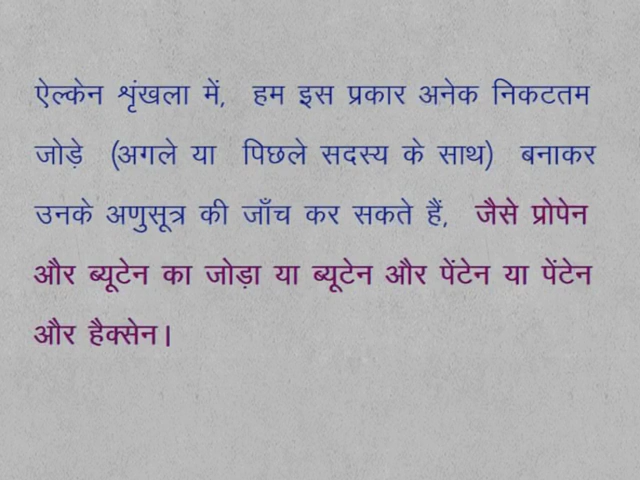 ऐल्केन श्रृंखला में, हम इस प्रकार अनेक निकटतम
जोड़े (अगले या पिछले सदस्य के साथ) बनाकर
उनके अणुसूत्र की जाँच कर सकते हैं, जैसे प्रोपेन
और ब्यूटेन का जोड़ा या ब्यूटेन और पेंटेन या पेंटेन
और हैक्सेन।